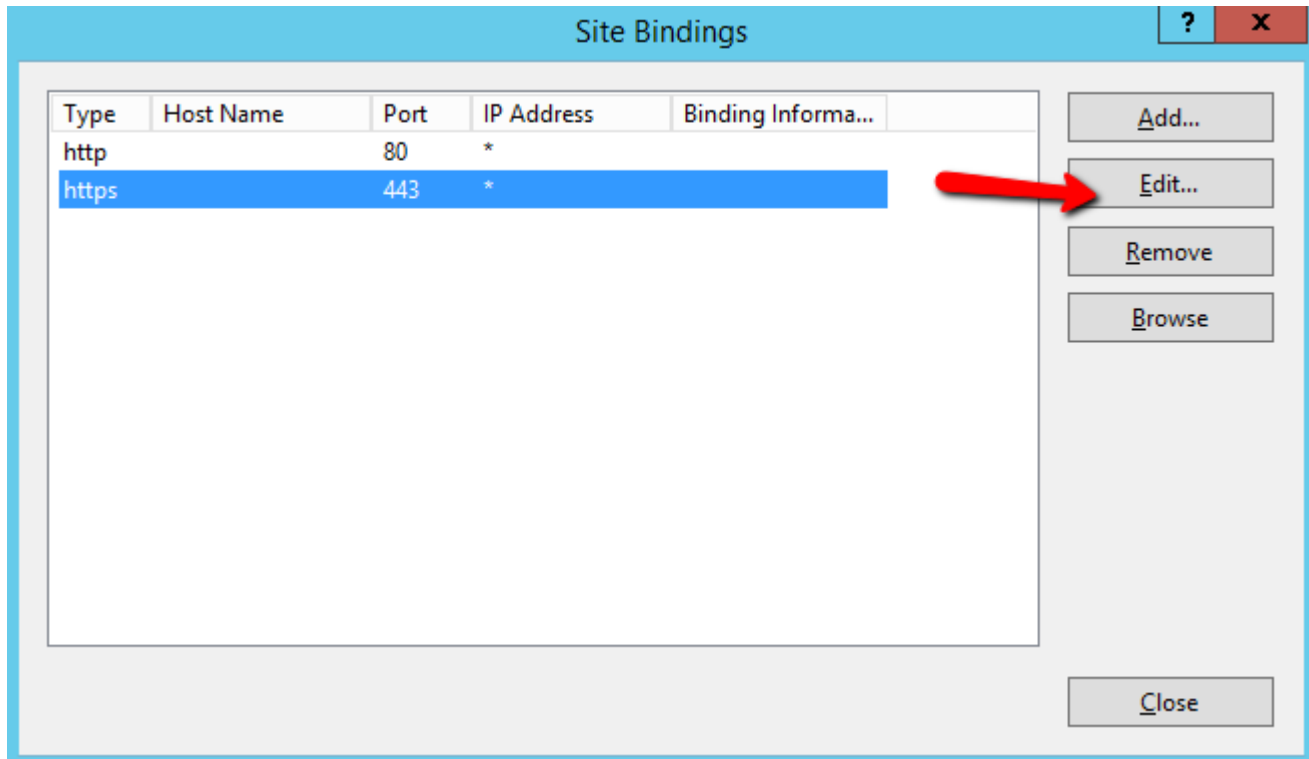 Site Bindings
? x
Type Host Name Port IP Address Binding Informa...
http 80 *
https 443 *
Add...
Edit...
Remove
Browse
Close